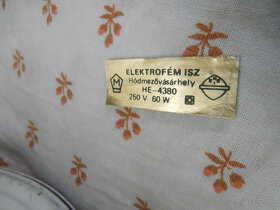 ELEKTROFÉM ISZ
Hódmezővásárhely
HE-4380
250 V 60 W
M